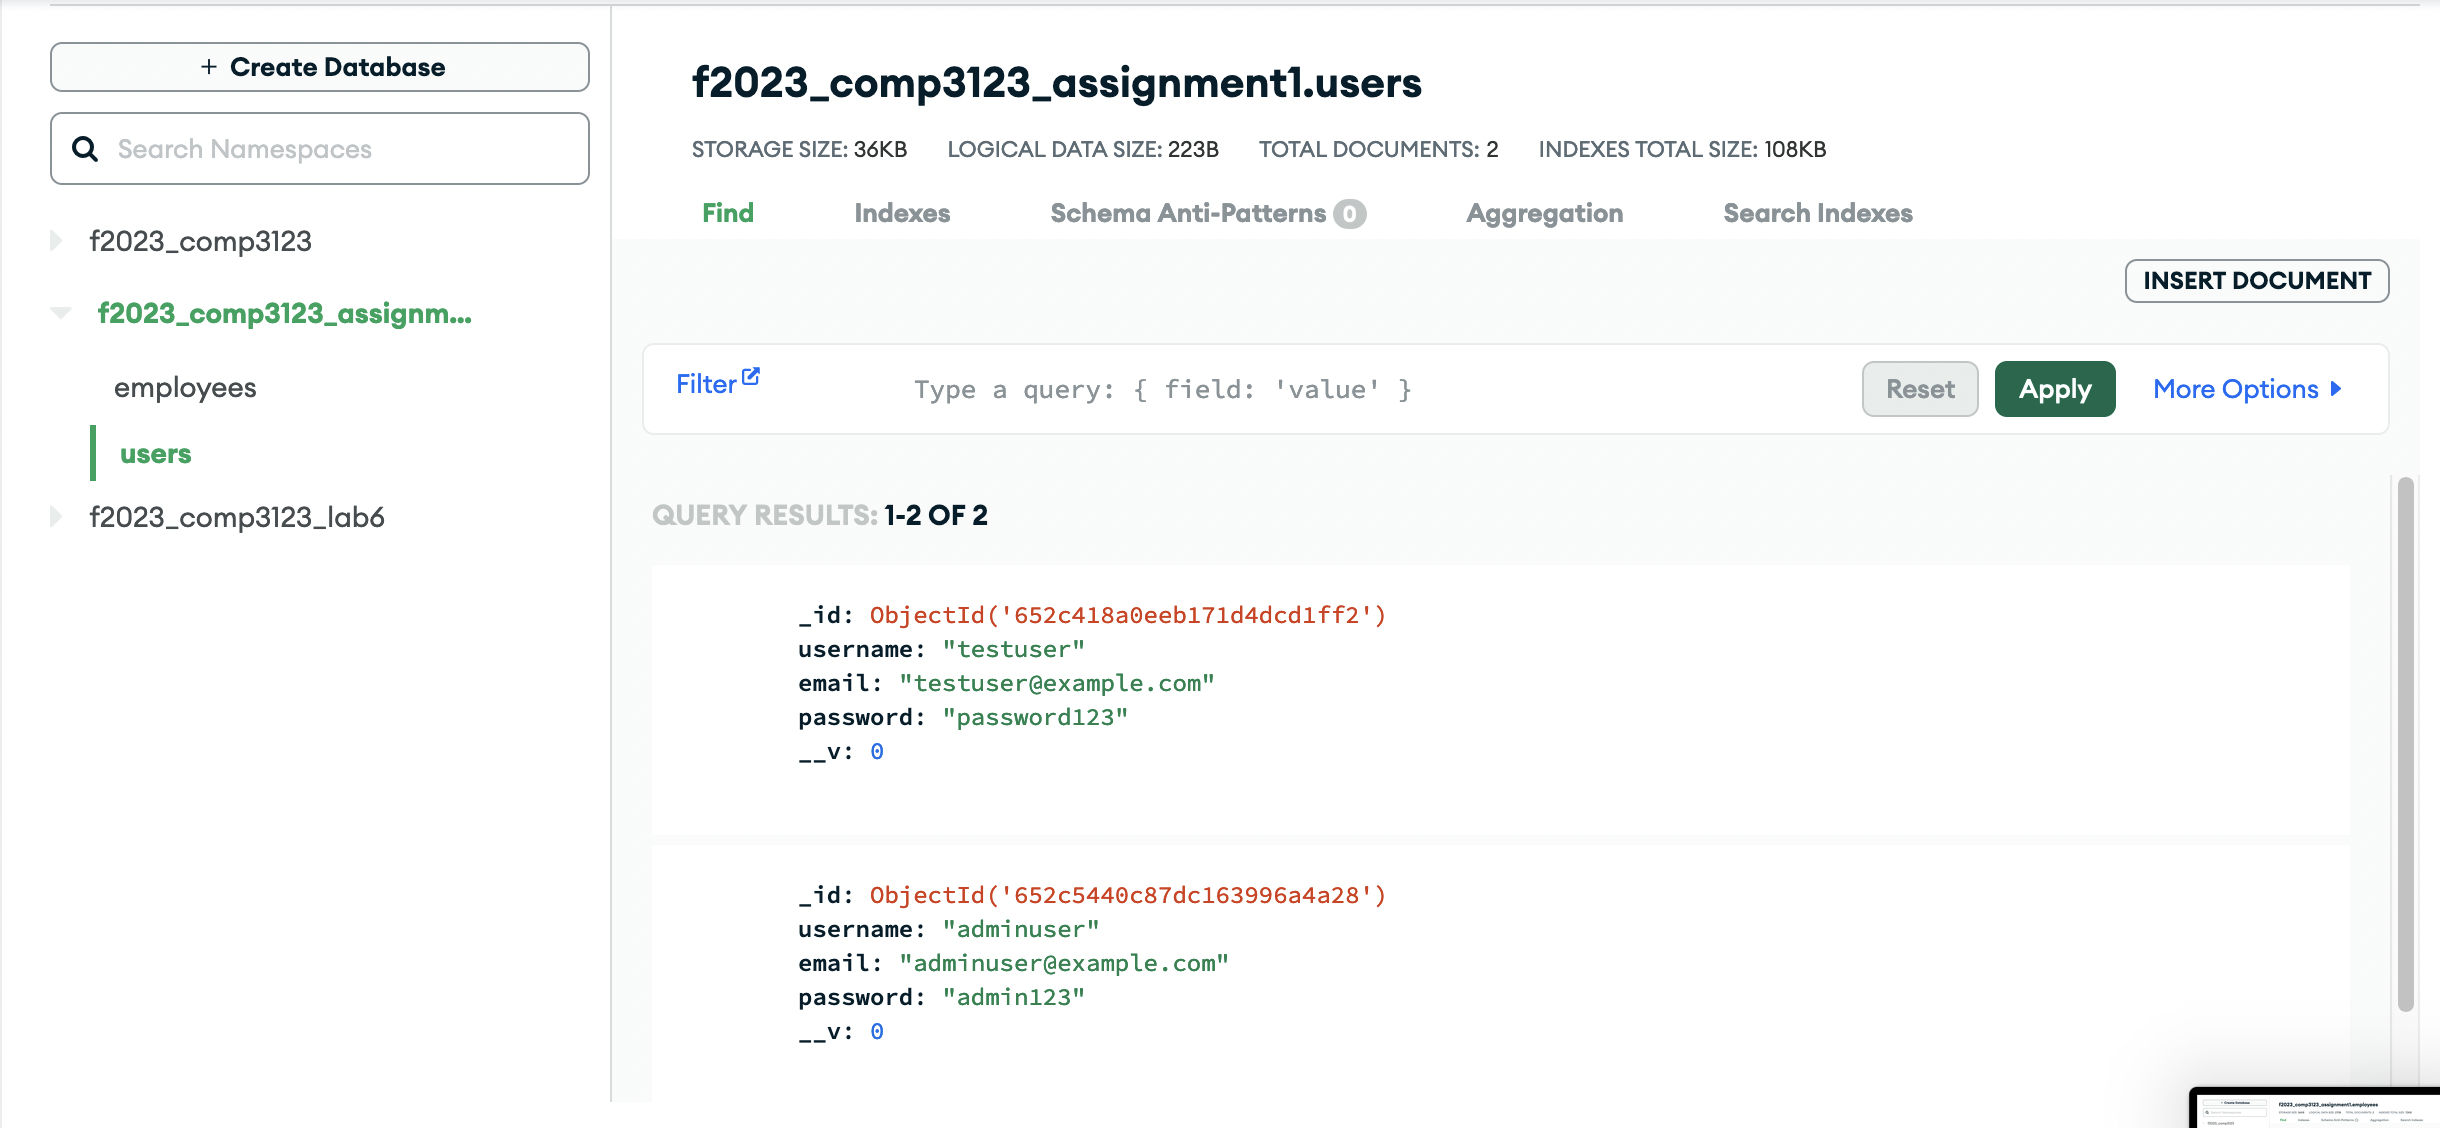 + Create Database
Search Namespaces
f2023_comp3123
f2023_comp3123_assignm...
employees
users
f2023_comp3123_lab6
f2023_comp3123_assignment1.users
STORAGE SIZE: 36KB LOGICAL DATA SIZE: 223B TOTAL DOCUMENTS: 2 INDEXES TOTAL SIZE: 108KB
Find Indexes Schema Anti-Patterns 0 Aggregation Search Indexes
INSERT DOCUMENT
Filter Type a query: { field: 'value' } Reset Apply More Options
QUERY RESULTS: 1-2 OF 2
_id: ObjectId('652c418a0eeb171d4dcd1ff2')
username: "testuser"
email: "testuser@example.com"
password: "password123"
__v: 0
_id: ObjectId('652c5440c87dc163996a4a28')
username: "adminuser"
email: "adminuser@example.com"
password: "admin123"
__v: 0
f2023_comp3123_assignment1.employees